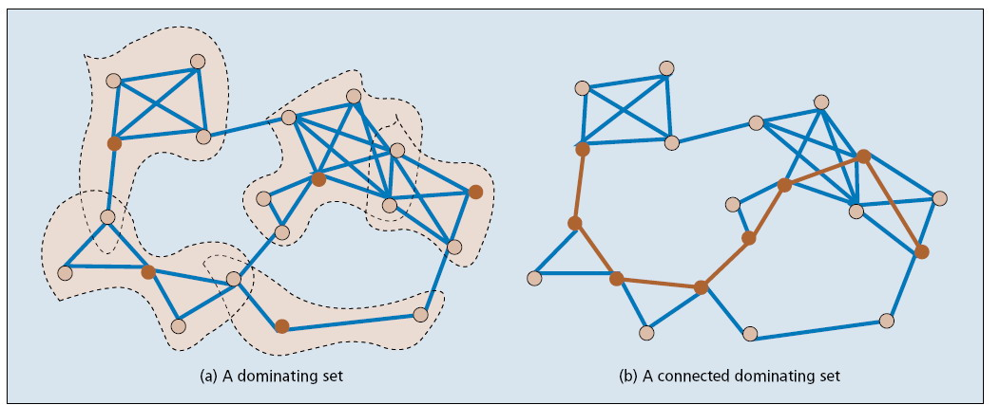 (a) A dominating set
(b) A connected dominating set